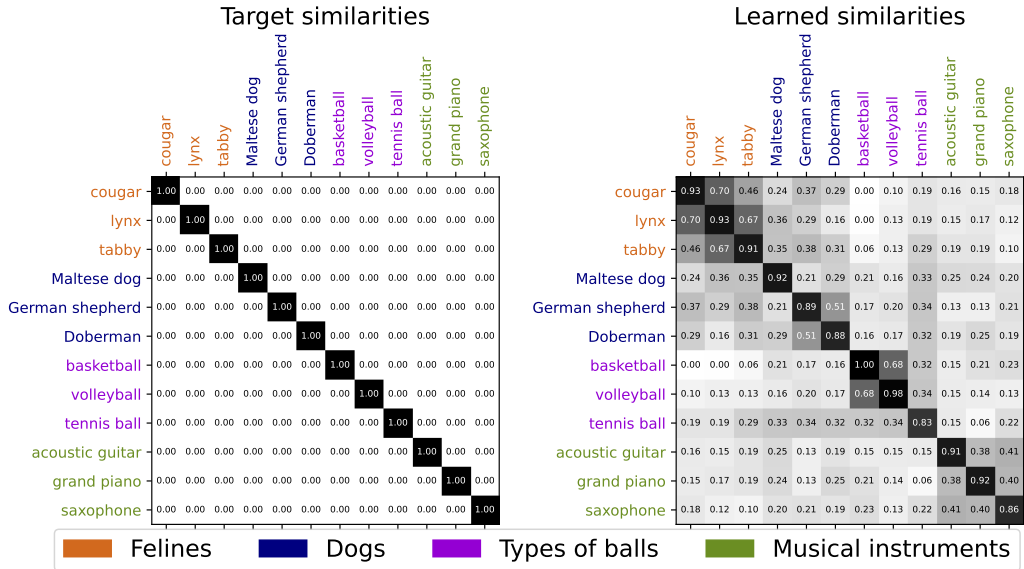 Target similarities
Learned similarities
cougar lynx tabby Maltese dog German shepherd Doberman basketball volleyball tennis ball acoustic guitar grand piano saxophone
cougar lynx tabby Maltese dog German shepherd Doberman basketball volleyball tennis ball acoustic guitar grand piano saxophone
cougar 1.00 0.00 0.00 0.00 0.00 0.00 0.00 0.00 0.00 0.00 0.00 0.00
lynx 0.00 1.00 0.00 0.00 0.00 0.00 0.00 0.00 0.00 0.00 0.00 0.00
tabby 0.00 0.00 1.00 0.00 0.00 0.00 0.00 0.00 0.00 0.00 0.00 0.00
Maltese dog 0.00 0.00 0.00 1.00 0.00 0.00 0.00 0.00 0.00 0.00 0.00 0.00
German shepherd 0.00 0.00 0.00 0.00 1.00 0.00 0.00 0.00 0.00 0.00 0.00 0.00
Doberman 0.00 0.00 0.00 0.00 0.00 1.00 0.00 0.00 0.00 0.00 0.00 0.00
basketball 0.00 0.00 0.00 0.00 0.00 0.00 1.00 0.00 0.00 0.00 0.00 0.00
volleyball 0.00 0.00 0.00 0.00 0.00 0.00 0.00 1.00 0.00 0.00 0.00 0.00
tennis ball 0.00 0.00 0.00 0.00 0.00 0.00 0.00 0.00 1.00 0.00 0.00 0.00
acoustic guitar 0.00 0.00 0.00 0.00 0.00 0.00 0.00 0.00 0.00 1.00 0.00 0.00
grand piano 0.00 0.00 0.00 0.00 0.00 0.00 0.00 0.00 0.00 0.00 1.00 0.00
saxophone 0.00 0.00 0.00 0.00 0.00 0.00 0.00 0.00 0.00 0.00 0.00 1.00
cougar 0.93 0.70 0.46 0.24 0.37 0.29 0.00 0.10 0.19 0.16 0.15 0.18
lynx 0.70 0.93 0.67 0.36 0.29 0.16 0.00 0.13 0.19 0.15 0.17 0.12
tabby 0.46 0.67 0.91 0.35 0.38 0.31 0.06 0.13 0.29 0.19 0.19 0.10
Maltese dog 0.24 0.36 0.35 0.92 0.21 0.29 0.21 0.16 0.33 0.25 0.24 0.20
German shepherd 0.37 0.29 0.38 0.21 0.89 0.51 0.17 0.20 0.34 0.13 0.13 0.21
Doberman 0.29 0.16 0.31 0.29 0.51 0.88 0.16 0.17 0.32 0.19 0.25 0.19
basketball 0.00 0.00 0.06 0.21 0.17 0.16 1.00 0.68 0.32 0.15 0.21 0.23
volleyball 0.10 0.13 0.13 0.16 0.20 0.17 0.68 0.98 0.34 0.15 0.14 0.13
tennis ball 0.19 0.19 0.29 0.33 0.34 0.32 0.32 0.34 0.83 0.15 0.06 0.22
acoustic guitar 0.16 0.15 0.19 0.25 0.13 0.19 0.15 0.15 0.15 0.91 0.38 0.41
grand piano 0.15 0.17 0.19 0.24 0.13 0.25 0.21 0.14 0.06 0.38 0.92 0.40
saxophone 0.18 0.12 0.10 0.20 0.21 0.19 0.23 0.13 0.22 0.41 0.40 0.86
Felines Dogs Types of balls Musical instruments